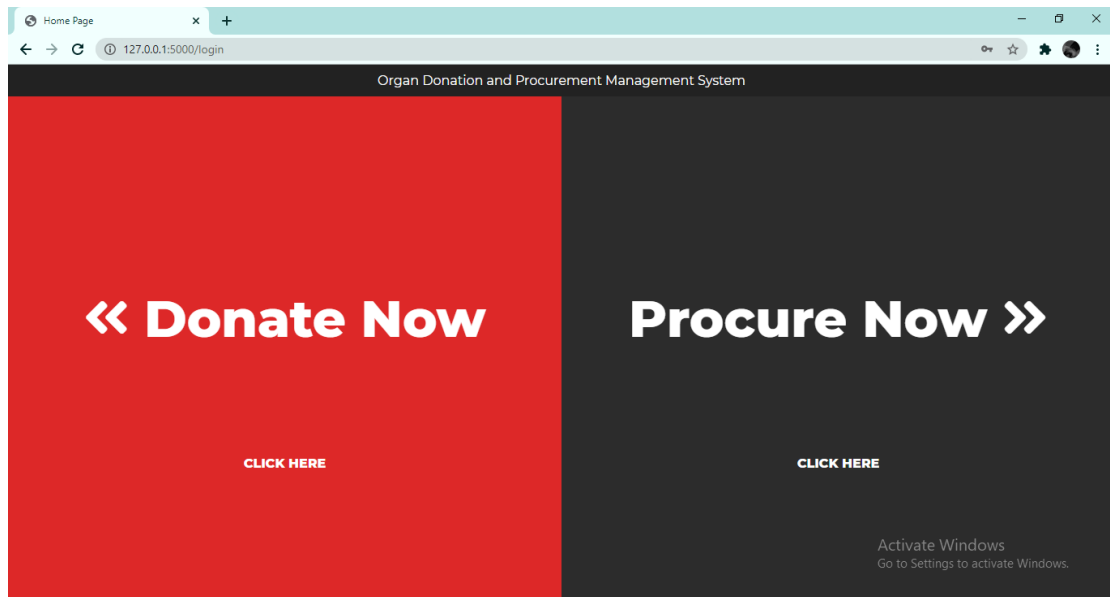 Home Page
127.0.0.1:5000/login
Organ Donation and Procurement Management System
Donate Now
CLICK HERE
Procure Now
CLICK HERE
Activate Windows
Go to Settings to activate Windows.